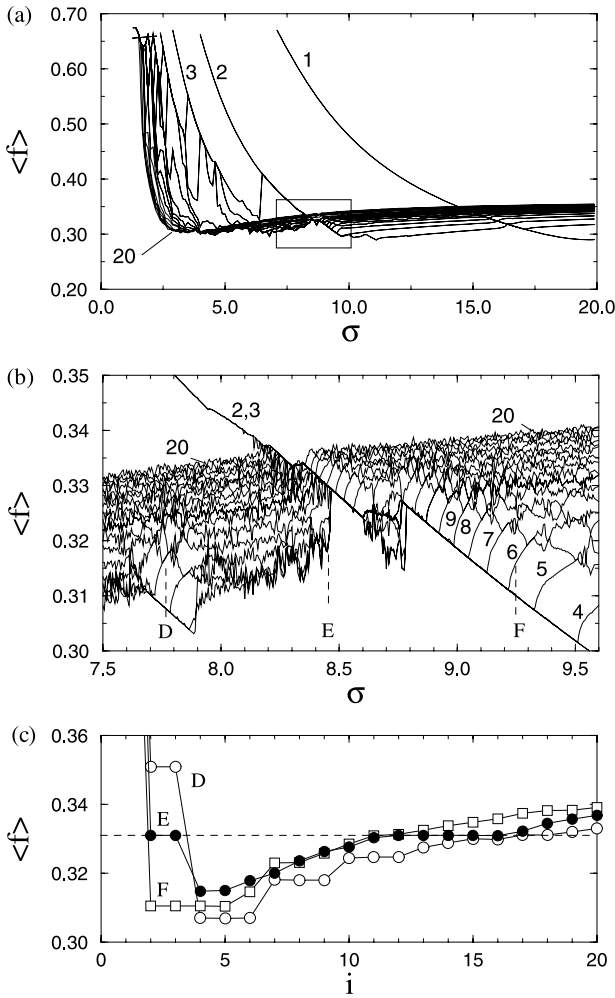 (a)
0.70
0.60
0.50
0.40
0.30
0.20
<f>
3 2 1
20
0.0 5.0 10.0 15.0 20.0
σ
(b)
0.35
0.34
0.33
0.32
0.31
0.30
<f>
2,3
20 20
9 8 7 6 5 4
D E F
7.5 8.0 8.5 9.0 9.5
σ
(c)
0.36
0.34
0.32
0.30
<f>
D
E
F
0 5 10 15 20
i